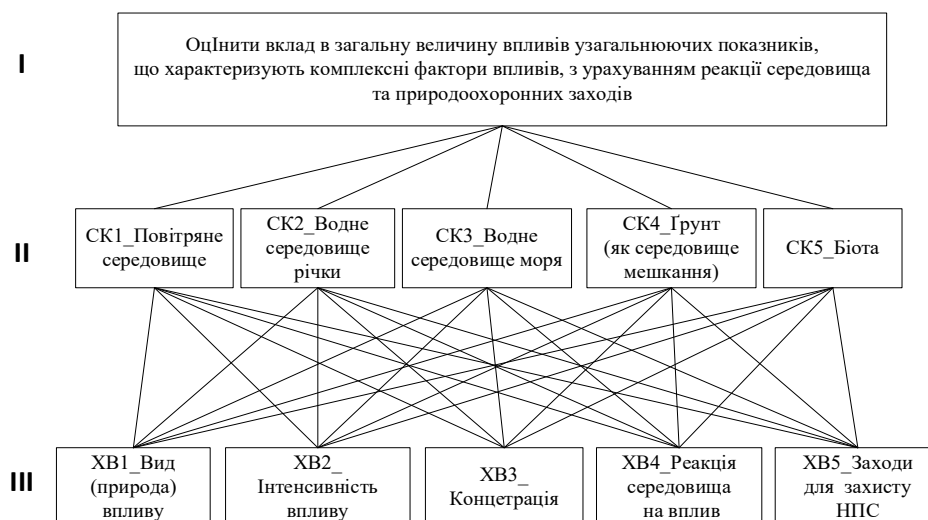 I
ОцІнити вклад в загальну величину впливів узагальнюючих показників,
що характеризують комплексні фактори впливів, з урахуванням реакції середовища
та природоохоронних заходів
II
СК1_Повітряне
середовище
СК2_Водне
середовище
річки
СК3_Водне
середовище моря
СК4_Ґрунт
(як середовище
мешкання)
СК5_Біота
III
ХВ1_Вид
(природа)
впливу
ХВ2_
Інтенсивність
впливу
ХВ3_
Концетрація
ХВ4_Реакція
середовища
на вплив
ХВ5_Заходи
для захисту
НПС